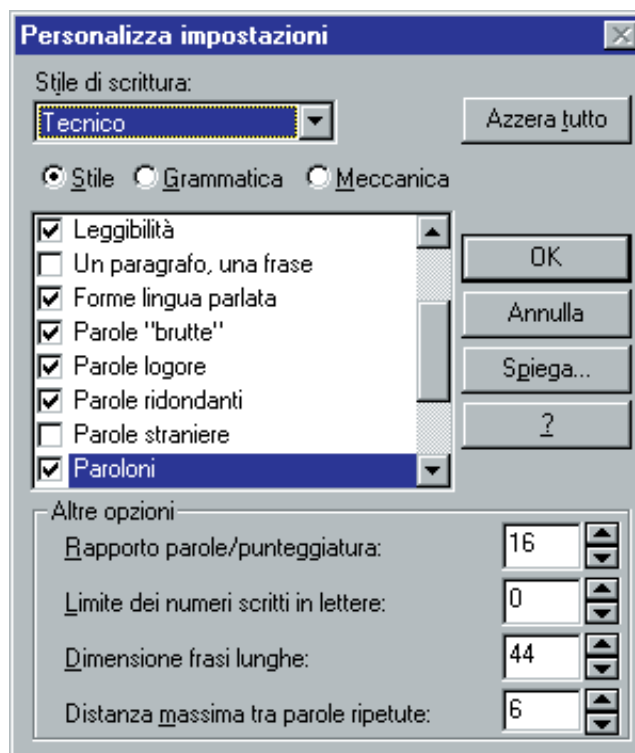 Personalizza impostazioni
Stile di scrittura:
Tecnico
Azzera tutto
Stile Grammatica Meccanica
Leggibilità
Un paragrafo, una frase
Forme lingua parlata
Parole "brutte"
Parole logore
Parole ridondanti
Parole straniere
Paroloni
OK
Annulla
Spiega...
?
Altre opzioni
Rapporto parole/punteggiatura: 16
Limite dei numeri scritti in lettere: 0
Dimensione frasi lunghe: 44
Distanza massima tra parole ripetute: 6